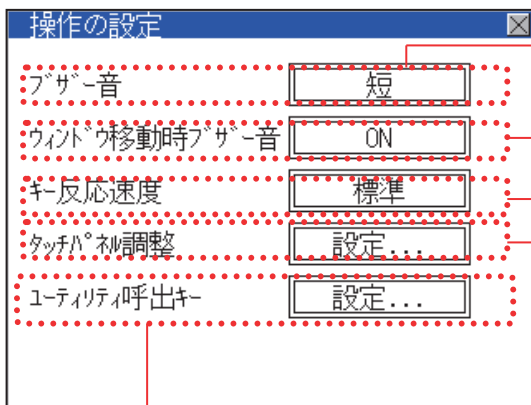 操作の設定
ブザー音 短
ウィンドウ移動時ブザー音 ON
キー反応速度 標準
タッチパネル調整 設定...
ユーティリティ呼出キー 設定...